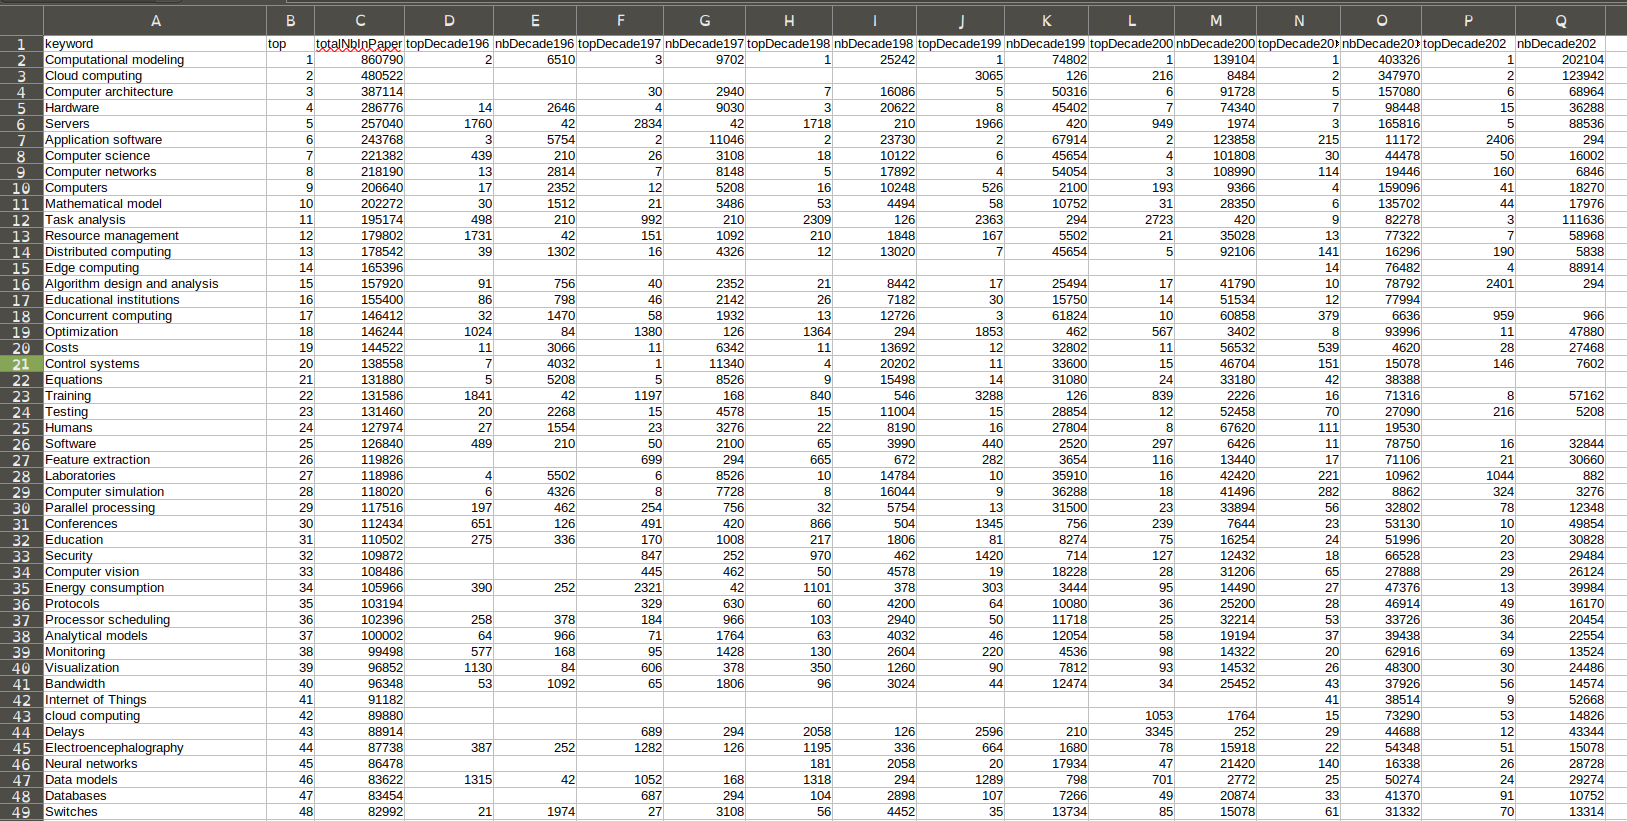 A B C D E F G H I J K L M N O P Q
1 keyword top totalNbInPaper topDecade196 nbDecade196 topDecade197 nbDecade197 topDecade198 nbDecade198 topDecade199 nbDecade199 topDecade200 nbDecade200 topDecade20 nbDecade20 topDecade202 nbDecade202
2 Computational modeling 1 860790 2 6510 3 9702 1 25242 1 74802 1 139104 1 403326 1 202104
3 Cloud computing 2 480522 3065 126 216 8484 2 347970 2 123942
4 Computer architecture 3 387114 30 2940 7 16086 5 50316 6 91728 5 157080 6 68964
5 Hardware 4 286776 14 2646 4 9030 3 20622 8 45402 7 74340 7 98448 15 36288
6 Servers 5 257040 1760 42 2834 42 1718 210 1966 420 949 1974 3 165816 5 88536
7 Application software 6 243768 3 5754 2 11046 2 23730 2 67914 2 123858 215 11172 2406 294
8 Computer science 7 221382 439 210 26 3108 18 10122 6 45654 4 101808 30 44478 50 16002
9 Computer networks 8 218190 13 2814 7 8148 5 17892 4 54054 3 108990 114 19446 160 6846
10 Computers 9 206640 17 2352 12 5208 16 10248 526 2100 193 9366 4 159096 41 18270
11 Mathematical model 10 202272 30 1512 21 3486 53 4494 58 10752 31 28350 6 135702 44 17976
12 Task analysis 11 195174 498 210 992 210 2309 126 2363 294 2723 420 9 82278 3 111636
13 Resource management 12 179802 1731 42 151 1092 210 1848 167 5502 21 35028 13 77322 7 58968
14 Distributed computing 13 178542 39 1302 16 4326 12 13020 7 45654 5 92106 141 16296 190 5838
15 Edge computing 14 165396 14 76482 4 88914
16 Algorithm design and analysis 15 157920 91 756 40 2352 21 8442 17 25494 17 41790 10 78792 2401 294
17 Educational institutions 16 155400 86 798 46 2142 26 7182 30 15750 14 51534 12 77994
18 Concurrent computing 17 146412 32 1470 58 1932 13 12726 3 61824 10 60858 379 6636 959 966
19 Optimization 18 146244 1024 84 1380 126 1364 294 1853 462 567 3402 8 93996 11 47880
20 Costs 19 144522 11 3066 11 6342 11 13692 12 32802 11 56532 539 4620 28 27468
21 Control systems 20 138558 7 4032 1 11340 4 20202 11 33600 15 46704 151 15078 146 7602
22 Equations 21 131880 5 5208 5 8526 9 15498 14 31080 24 33180 42 38388
23 Training 22 131586 1841 42 1197 168 840 546 3288 126 839 2226 16 71316 8 57162
24 Testing 23 131460 20 2268 15 4578 15 11004 15 28854 12 52458 70 27090 216 5208
25 Humans 24 127974 27 1554 23 3276 22 8190 16 27804 8 67620 111 19530
26 Software 25 126840 489 210 50 2100 65 3990 440 2520 297 6426 11 78750 16 32844
27 Feature extraction 26 119826 699 294 665 672 282 3654 116 13440 17 71106 21 30660
28 Laboratories 27 118986 4 5502 6 8526 10 14784 10 35910 16 42420 221 10962 1044 882
29 Computer simulation 28 118020 6 4326 8 7728 8 16044 9 36288 18 41496 282 8862 324 3276
30 Parallel processing 29 117516 197 462 254 756 32 5754 13 31500 23 33894 56 32802 78 12348
31 Conferences 30 112434 651 126 491 420 866 504 1345 756 239 7644 23 53130 10 49854
32 Education 31 110502 275 336 170 1008 217 1806 81 8274 75 16254 24 51996 20 30828
33 Security 32 109872 847 252 970 462 1420 714 127 12432 18 66528 23 29484
34 Computer vision 33 108486 445 462 50 4578 19 18228 28 31206 65 27888 29 26124
35 Energy consumption 34 105966 390 252 2321 42 1101 378 303 3444 95 14490 27 47376 13 39984
36 Protocols 35 103194 329 630 60 4200 64 10080 36 25200 28 46914 49 16170
37 Processor scheduling 36 102396 258 378 184 966 103 2940 50 11718 25 32214 53 33726 36 20454
38 Analytical models 37 100002 64 966 71 1764 63 4032 46 12054 58 19194 37 39438 34 22554
39 Monitoring 38 99498 577 168 95 1428 130 2604 220 4536 98 14322 20 62916 69 13524
40 Visualization 39 96852 1130 84 606 378 350 1260 90 7812 93 14532 26 48300 30 24486
41 Bandwidth 40 96348 53 1092 65 1806 96 3024 44 12474 34 25452 43 37926 56 14574
42 Internet of Things 41 91182 41 38514 9 52668
43 cloud computing 42 89880 1053 1764 15 73290 53 14826
44 Delays 43 88914 689 294 2058 126 2596 210 3345 252 29 44688 12 43344
45 Electroencephalography 44 87738 387 252 1282 126 1195 336 664 1680 78 15918 22 54348 51 15078
46 Neural networks 45 86478 181 2058 20 17934 47 21420 140 16338 26 28728
47 Data models 46 83622 1315 42 1052 168 1318 294 1289 798 701 2772 25 50274 24 29274
48 Databases 47 83454 687 294 104 2898 107 7266 49 20874 33 41370 91 10752
49 Switches 48 82992 21 1974 27 3108 56 4452 35 13734 85 15078 61 31332 70 13314